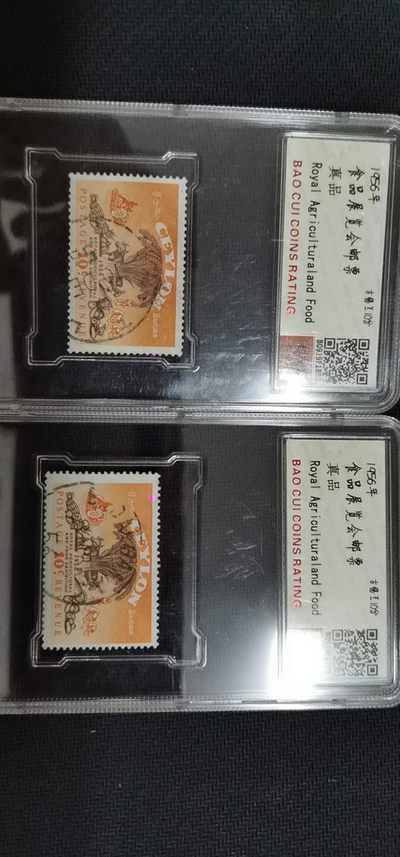 1956年
食品展览会邮票
真品
Royal Agriculturaland Food
BAO CUI COINS RATING
CEYLON
POSTAGE 10 REVENUE
1956年
食品展览会邮票
真品
Royal Agriculturaland Food
BAO CUI COINS RATING
CEYLON
POSTAGE 10 REVENUE